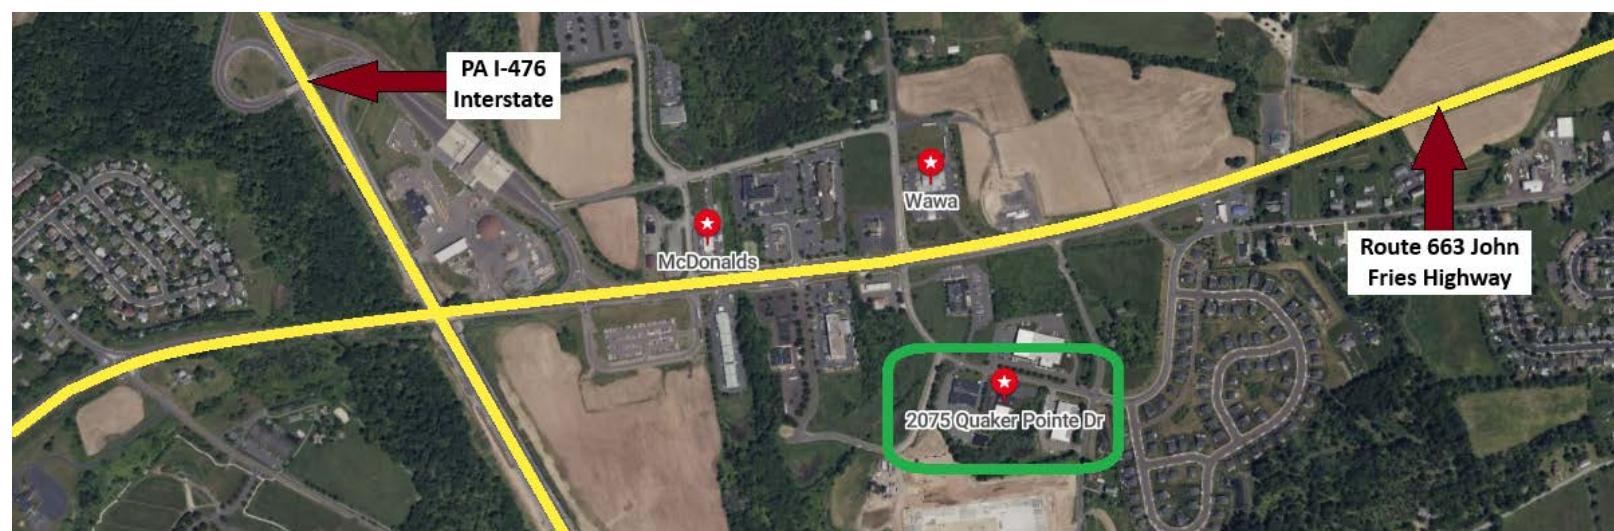 PA I-476
Interstate
Wawa
McDonalds
Route 663 John
Fries Highway
2075 Quaker Pointe Dr